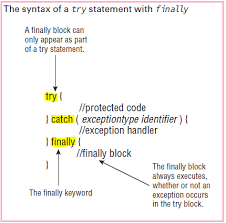 The syntax of a try statement with finally
A finally block can
only appear as part
of a try statement.
try {
//protected code
} catch ( exceptiontype identifier ) {
//exception handler
} finally {
//finally block
}
The finally keyword
The finally block
always executes,
whether or not an
exception occurs
in the try block.